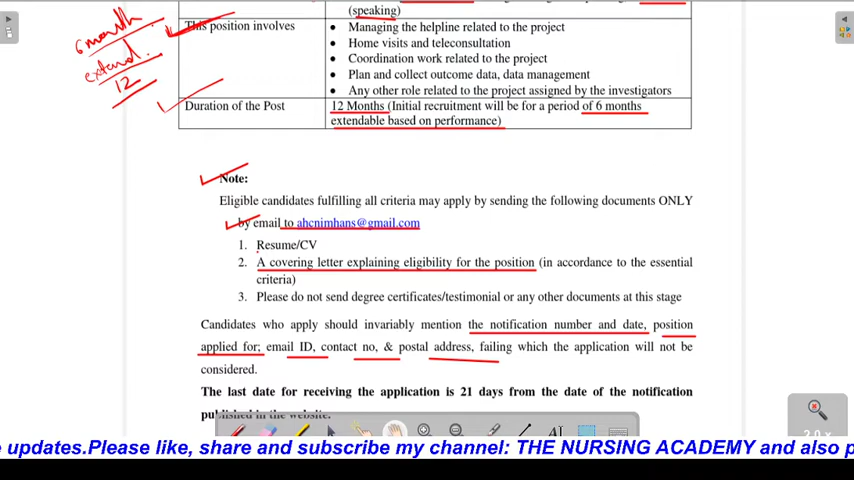 (speaking)
This position involves
• Managing the helpline related to the project
• Home visits and teleconsultation
• Coordination work related to the project
• Plan and collect outcome data, data management
• Any other role related to the project assigned by the investigators
6 month
extend.
12
Duration of the Post
12 Months (Initial recruitment will be for a period of 6 months
extendable based on performance)
Note:
Eligible candidates fulfilling all criteria may apply by sending the following documents ONLY
by email to ahcnimhans@gmail.com
1. Resume/CV
2. A covering letter explaining eligibility for the position (in accordance to the essential
criteria)
3. Please do not send degree certificates/testimonial or any other documents at this stage
Candidates who apply should invariably mention the notification number and date, position
applied for; email ID, contact no, & postal address, failing which the application will not be
considered.
The last date for receiving the application is 21 days from the date of the notification
published in the website.
2.0 x
e updates.Please like, share and subscribe my channel: THE NURSING ACADEMY and also p